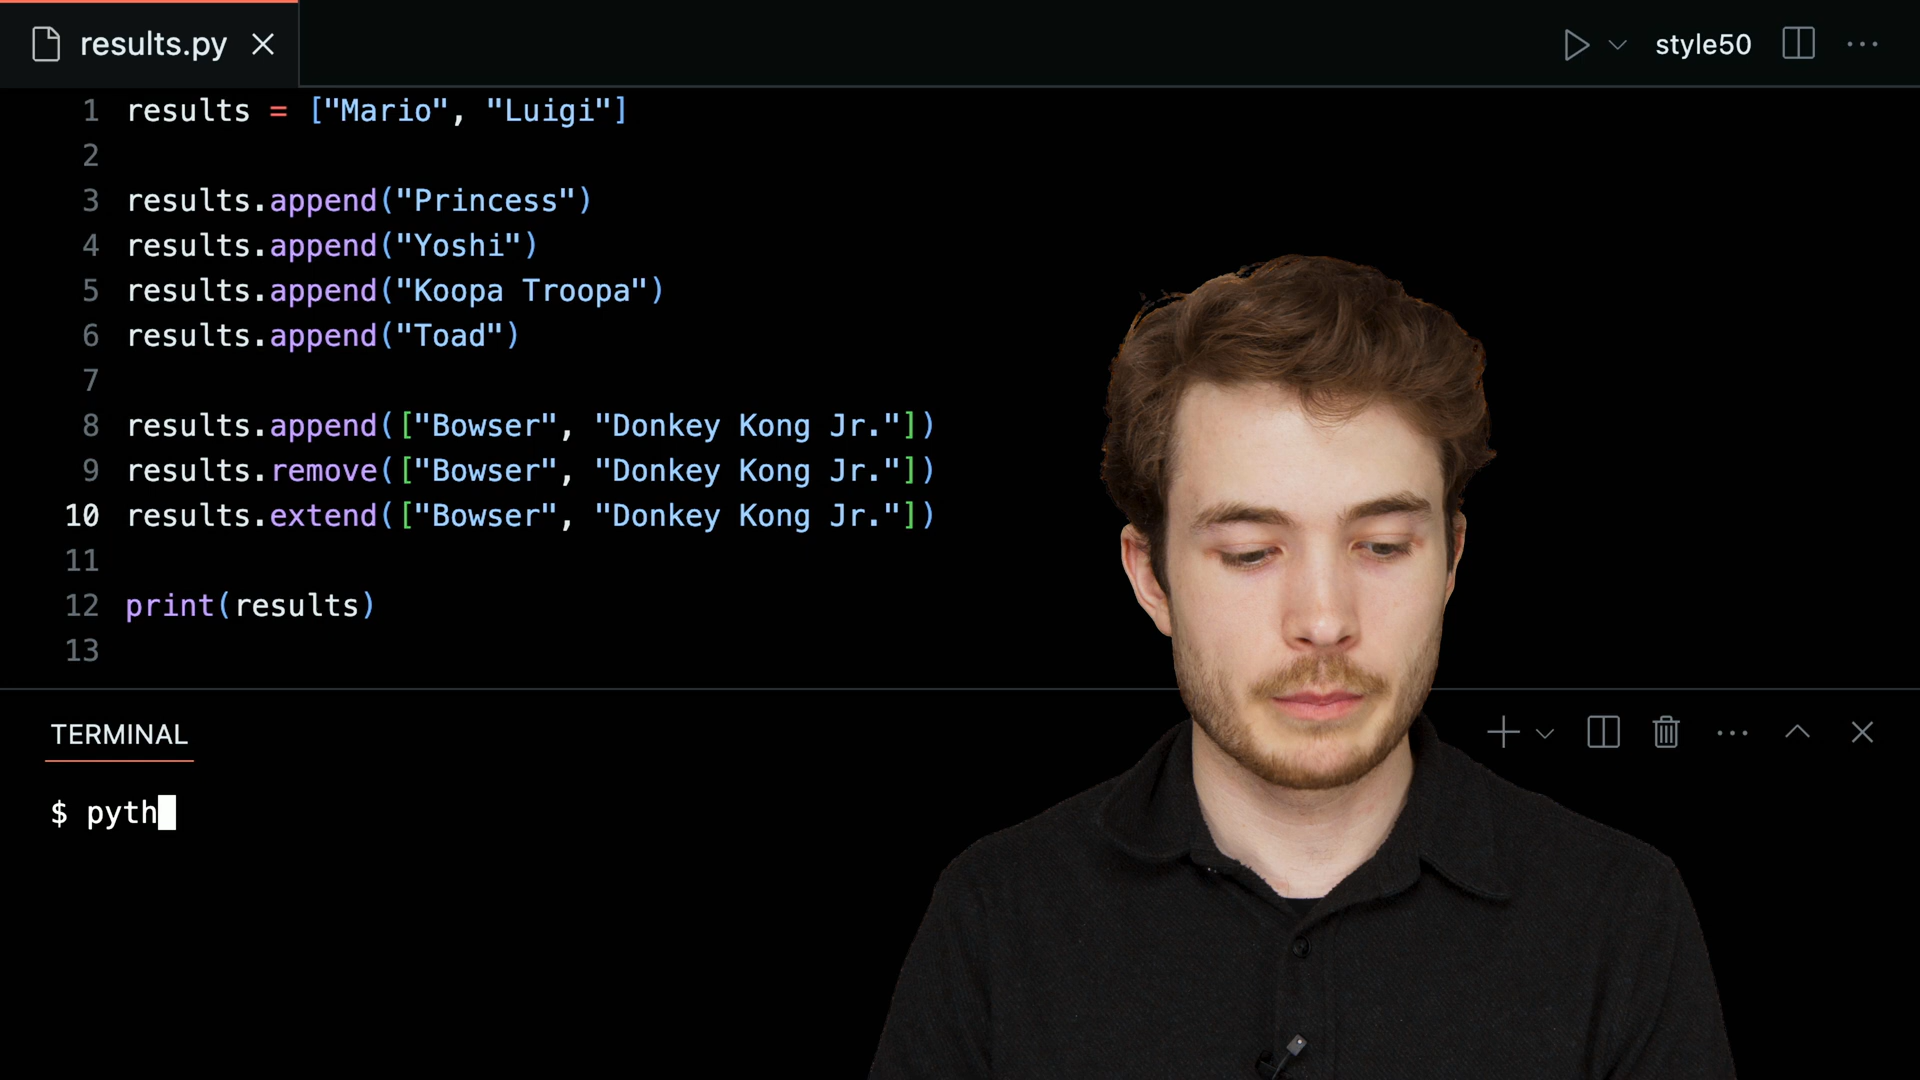 results.py
style50
1 results = ["Mario", "Luigi"]
2
3 results.append("Princess")
4 results.append("Yoshi")
5 results.append("Koopa Troopa")
6 results.append("Toad")
7
8 results.append(["Bowser", "Donkey Kong Jr."])
9 results.remove(["Bowser", "Donkey Kong Jr."])
10 results.extend(["Bowser", "Donkey Kong Jr."])
11
12 print(results)
13
TERMINAL
$ pyth